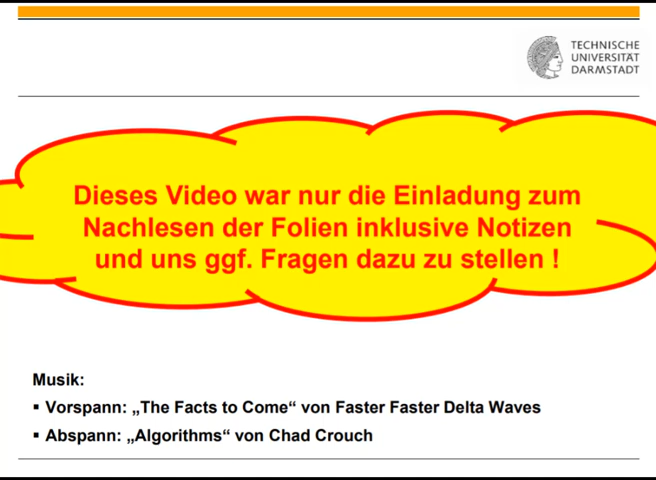 TECHNISCHE
UNIVERSITÄT
DARMSTADT
Dieses Video war nur die Einladung zum
Nachlesen der Folien inklusive Notizen
und uns ggf. Fragen dazu zu stellen !
Musik:
▪ Vorspann: „The Facts to Come“ von Faster Faster Delta Waves
▪ Abspann: „Algorithms“ von Chad Crouch